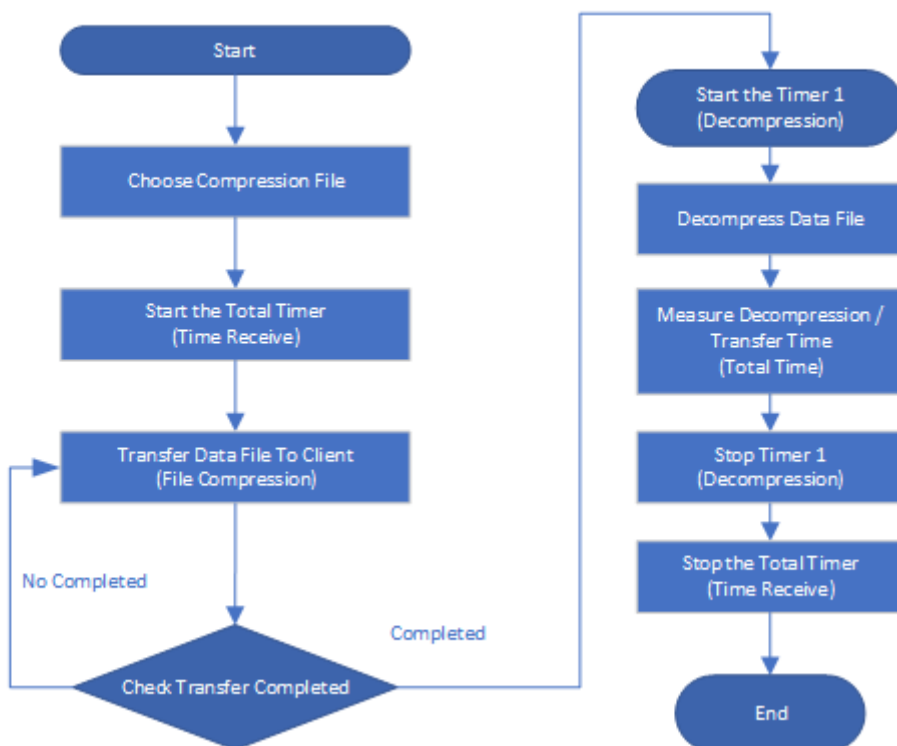 Start
Choose Compression File
Start the Total Timer
(Time Receive)
Transfer Data File To Client
(File Compression)
No Completed
Completed
Check Transfer Completed
Start the Timer 1
(Decompression)
Decompress Data File
Measure Decompression /
Transfer Time
(Total Time)
Stop Timer 1
(Decompression)
Stop the Total Timer
(Time Receive)
End